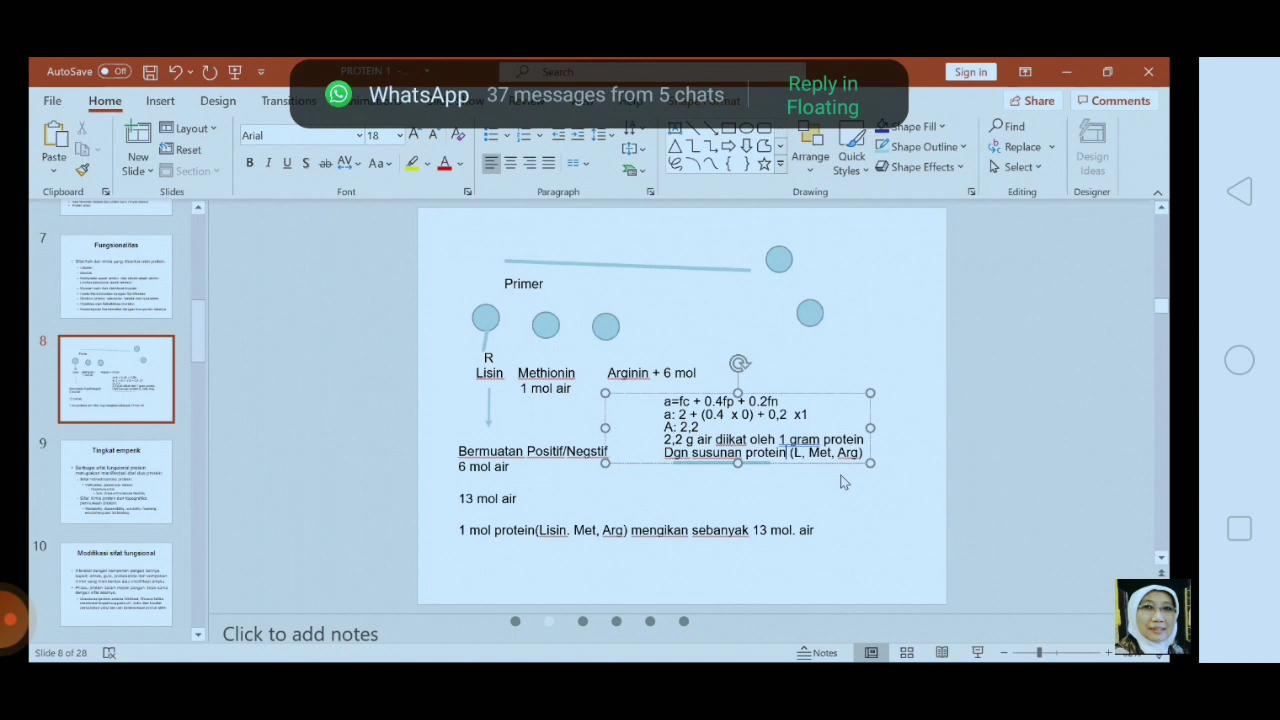 AutoSave Off
PROTEIN 1
Search
Sign in
WhatsApp 37 messages from 5 chats
Reply in
Floating
File Home Insert Design Transitions
Share Comments
Paste
New
Slide
Layout
Reset
Section
Arial 18
Arrange
Quick
Styles
Shape Fill
Shape Outline
Shape Effects
Find
Replace
Select
Design
Ideas
Clipboard Slides Font Paragraph Drawing Editing Designer
7
Fungsionalitas
8
9
Tingkat emperik
10
Modifikasi sifat fungsional
Primer
R
Lisin Methionin Arginin + 6 mol
1 mol air
a=fc + 0.4fp + 0.2fn
a: 2 + (0.4 x 0) + 0,2 x1
A: 2,2
2,2 g air diikat oleh 1 gram protein
Dgn susunan protein (L, Met, Arg)
Bermuatan Positif/Negstif
6 mol air
13 mol air
1 mol protein(Lisin. Met, Arg) mengikan sebanyak 13 mol. air
Click to add notes
Slide 8 of 28
Notes